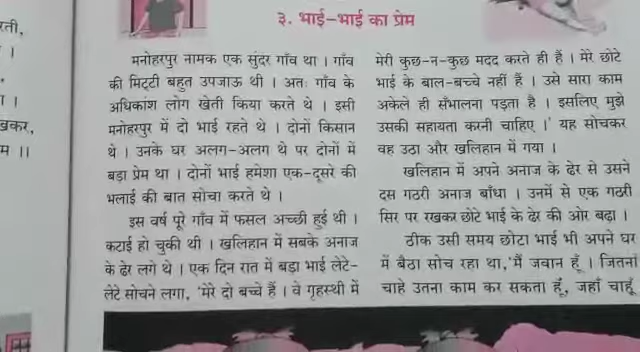 रती,
।
३. भाई-भाई का प्रेम
मनोहरपुर नामक एक सुंदर गाँव था । गाँव
की मिट्टी बहुत उपजाऊ थी । अतः गाँव के
अधिकांश लोग खेती किया करते थे । इसी
मनोहरपुर में दो भाई रहते थे । दोनों किसान
थे । उनके घर अलग-अलग थे पर दोनों में
बड़ा प्रेम था । दोनों भाई हमेशा एक-दूसरे की
भलाई की बात सोचा करते थे ।
इस वर्ष पूरे गाँव में फसल अच्छी हुई थी ।
कटाई हो चुकी थी । खलिहान में सबके अनाज
के ढेर लगे थे । एक दिन रात में बड़ा भाई लेटे-
लेटे सोचने लगा, ‘मेरे दो बच्चे हैं । वे गृहस्थी में
मेरी कुछ-न-कुछ मदद करते ही हैं । मेरे छोटे
भाई के बाल-बच्चे नहीं हैं । उसे सारा काम
अकेले ही सँभालना पड़ता है । इसलिए मुझे
उसकी सहायता करनी चाहिए ।’ यह सोचकर
वह उठा और खलिहान में गया ।
खलिहान में अपने अनाज के ढेर से उसने
दस गठरी अनाज बाँधा । उनमें से एक गठरी
सिर पर रखकर छोटे भाई के ढेर की ओर बढ़ा ।
ठीक उसी समय छोटा भाई भी अपने घर
में बैठा सोच रहा था, ‘मैं जवान हूँ । जितना
चाहे उतना काम कर सकता हूँ, जहाँ चाहूँ